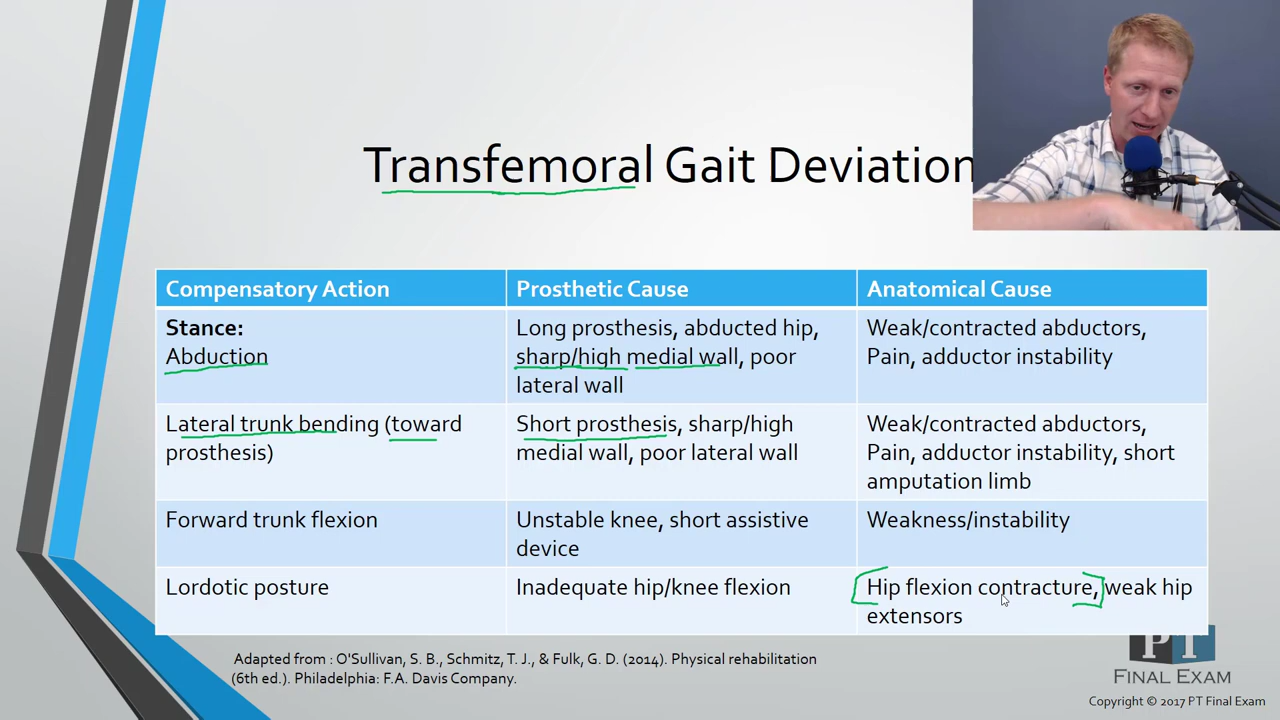 Transfemoral Gait Deviation
Compensatory Action
Prosthetic Cause
Anatomical Cause
Stance:
Abduction
Long prosthesis, abducted hip,
sharp/high medial wall, poor
lateral wall
Weak/contracted abductors,
Pain, adductor instability
Lateral trunk bending (toward
prosthesis)
Short prosthesis, sharp/high
medial wall, poor lateral wall
Weak/contracted abductors,
Pain, adductor instability, short
amputation limb
Forward trunk flexion
Unstable knee, short assistive
device
Weakness/instability
Lordotic posture
Inadequate hip/knee flexion
Hip flexion contracture, weak hip
extensors
Adapted from : O'Sullivan, S. B., Schmitz, T. J., & Fulk, G. D. (2014). Physical rehabilitation
(6th ed.). Philadelphia: F.A. Davis Company.
PT
FINAL EXAM
Copyright © 2017 PT Final Exam